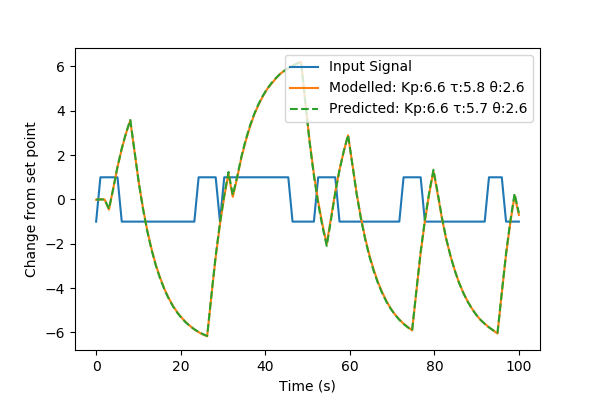 Input Signal
Modelled: Kp:6.6 τ:5.8 θ:2.6
Predicted: Kp:6.6 τ:5.7 θ:2.6
Change from set point
6
4
2
0
−2
−4
−6
0 20 40 60 80 100
Time (s)